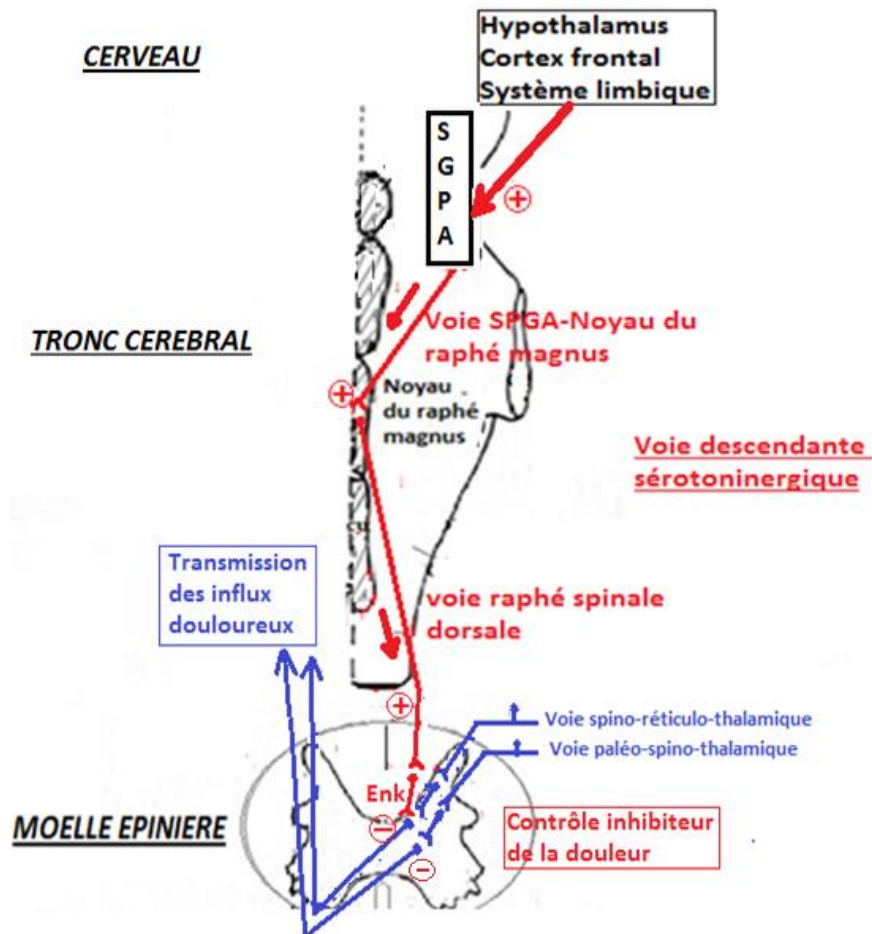 CERVEAU
Hypothalamus
Cortex frontal
Système limbique
S
G
P
A
+
Voie SPGA-Noyau du
raphé magnus
TRONC CEREBRAL
+
Noyau
du raphé
magnus
Voie descendante
sérotoninergique
Transmission
des influx
douloureux
voie raphé spinale
dorsale
+
Voie spino-réticulo-thalamique
Voie paléo-spino-thalamique
Enk
MOELLE EPINIERE
−
Contrôle inhibiteur
de la douleur
−